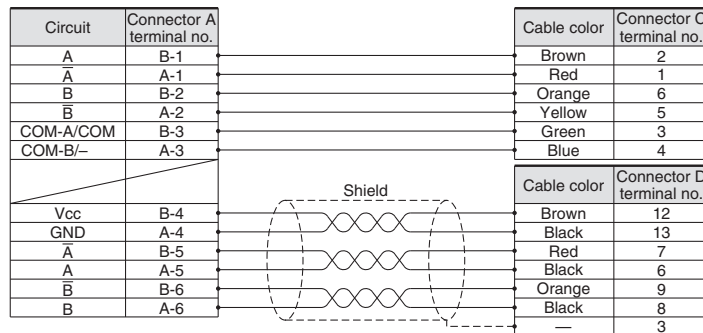 Circuit Connector A terminal no. Cable color Connector C terminal no.
A B-1 Brown 2
A̅ A-1 Red 1
B B-2 Orange 6
B̅ A-2 Yellow 5
COM-A/COM B-3 Green 3
COM-B/– A-3 Blue 4
Shield Cable color Connector D terminal no.
Vcc B-4 Brown 12
GND A-4 Black 13
A̅ B-5 Red 7
A A-5 Black 6
B̅ B-6 Orange 9
B A-6 Black 8
— 3